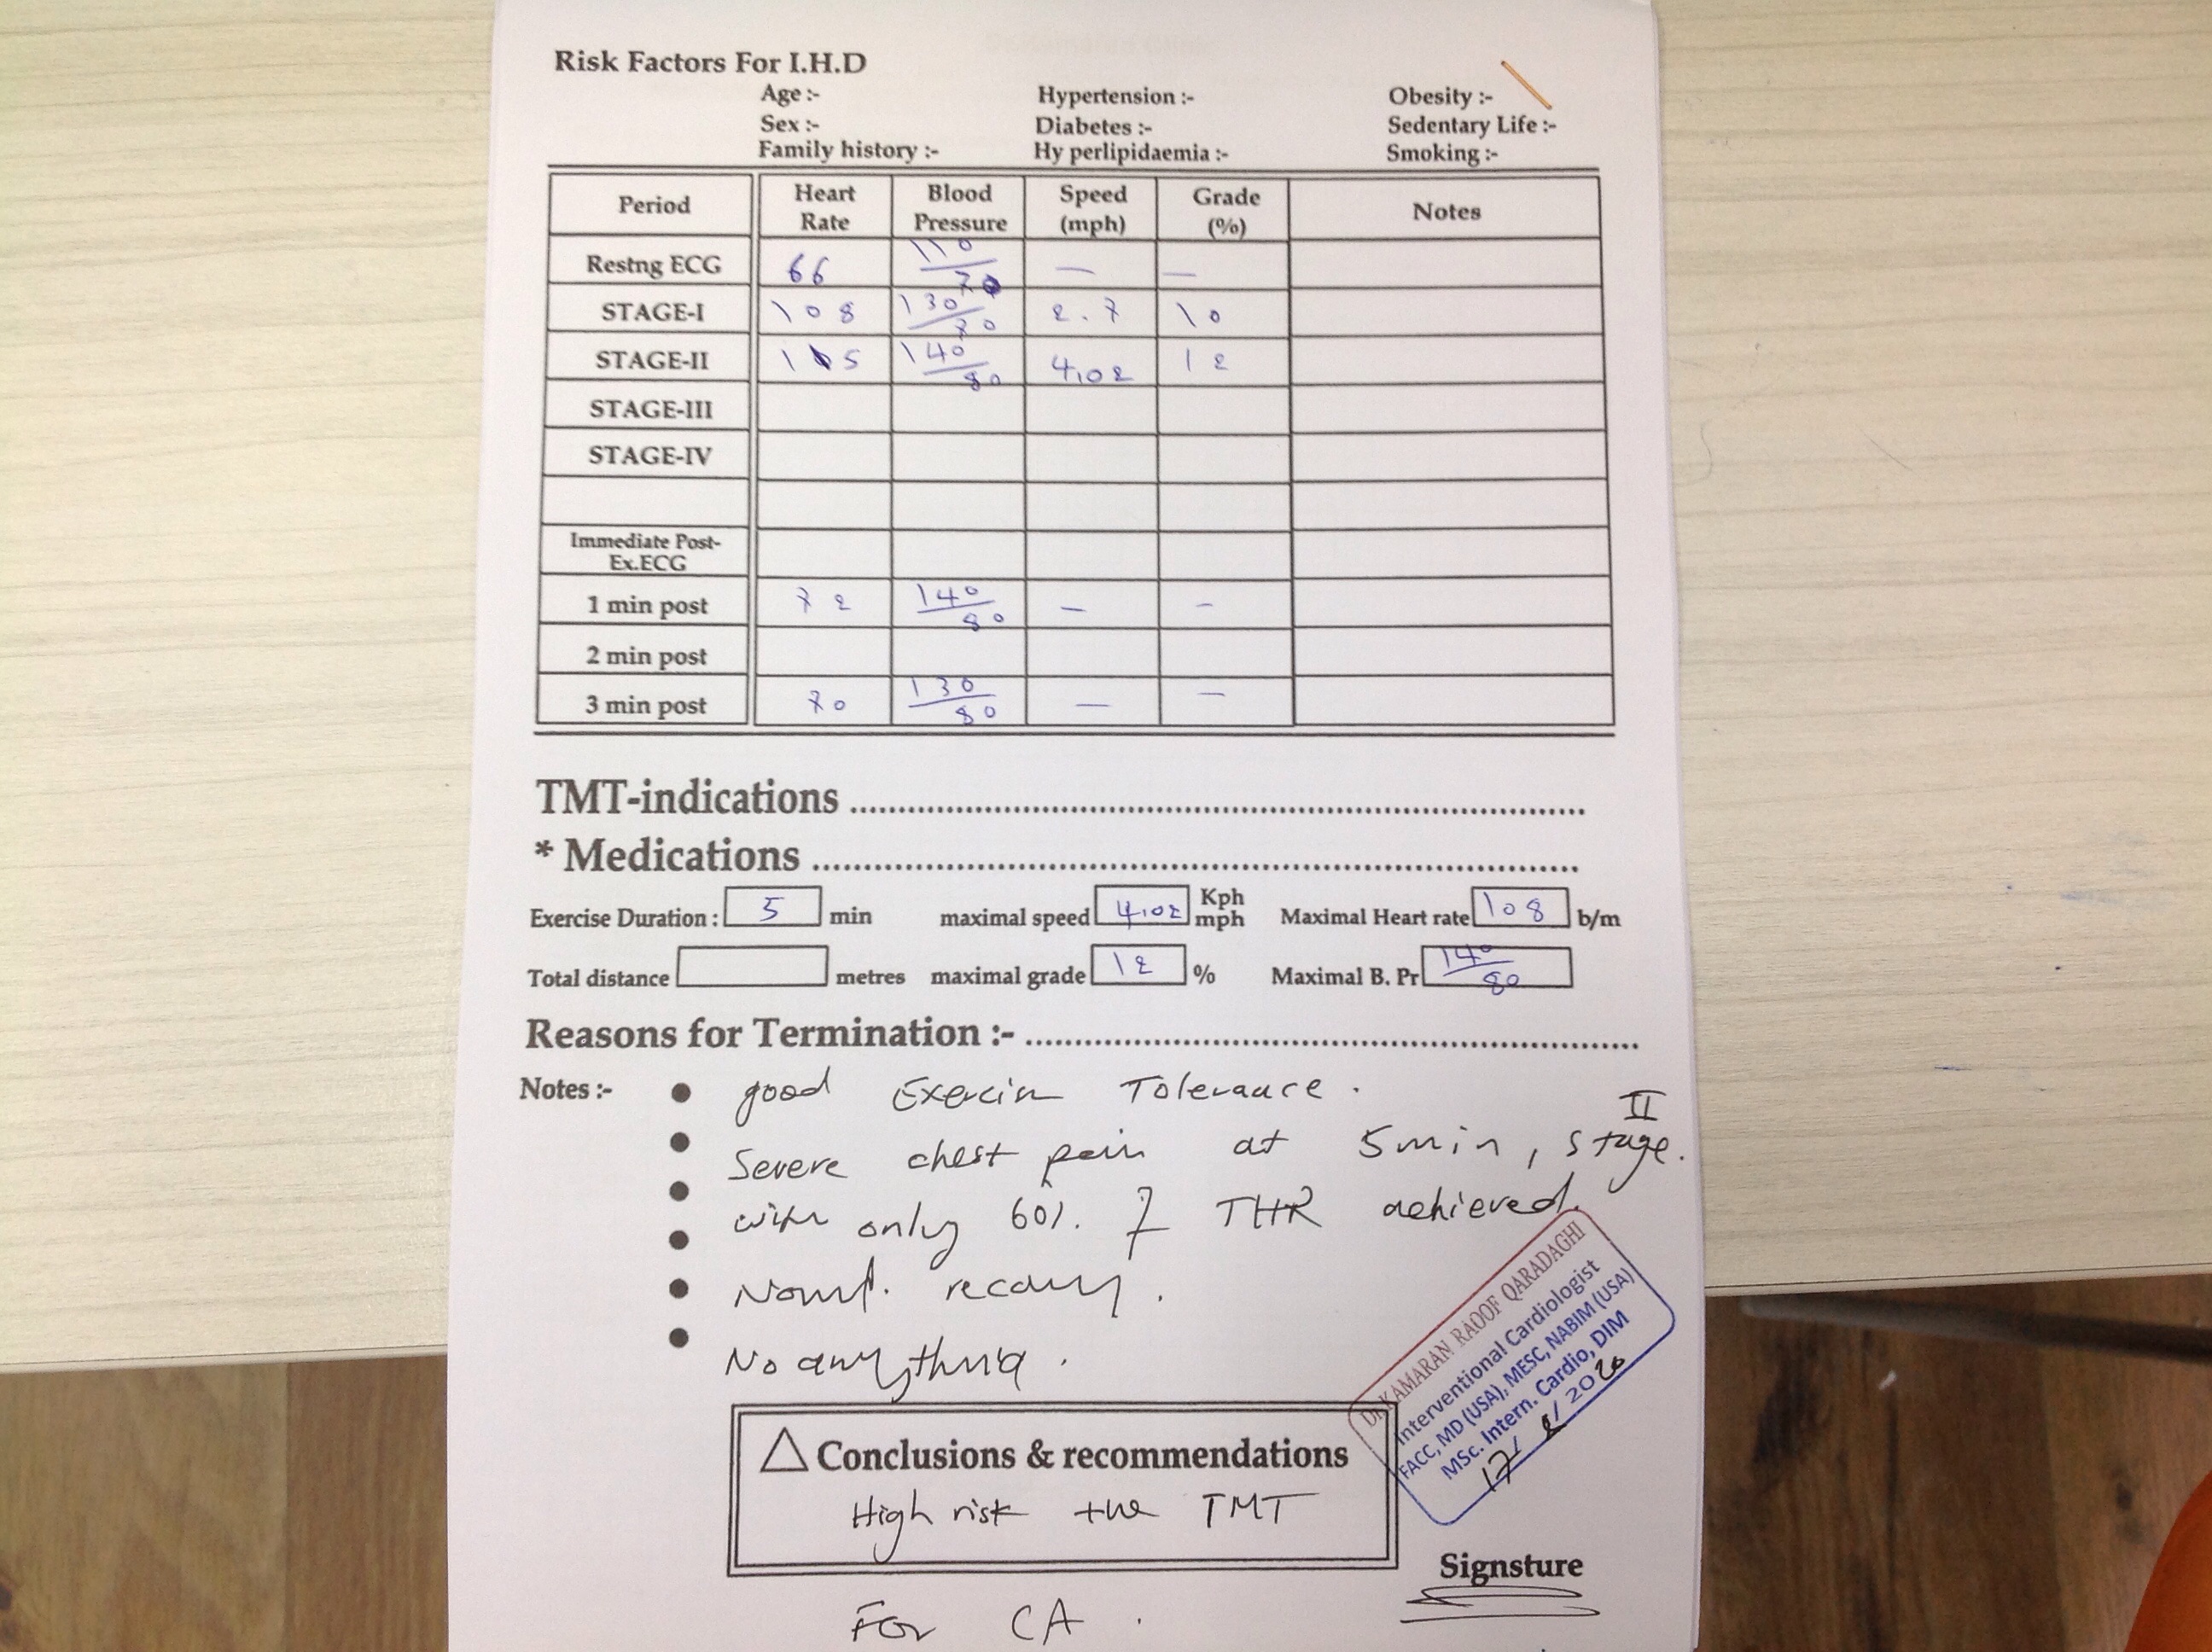 Risk Factors For I.H.D
Age :- Hypertension :- Obesity :-
Sex :- Diabetes :- Sedentary Life :-
Family history :- Hy perlipidaemia :- Smoking :-
Period Heart Rate Blood Pressure Speed (mph) Grade (%) Notes
Restng ECG 66 110/70 — —
STAGE-I 108 130/70 2.7 10
STAGE-II 105 140/80 4.02 12
STAGE-III
STAGE-IV
Immediate Post-
Ex.ECG
1 min post 72 140/80 — –
2 min post
3 min post 70 130/80 — —
TMT-indications
* Medications
Exercise Duration : 5 min maximal speed 4.02 Kph mph Maximal Heart rate 108 b/m
Total distance metres maximal grade 12 % Maximal B. Pr 140/80
Reasons for Termination :-
Notes :- • good Exercise Tolerance .
• Severe chest pain at 5min, stage II.
• with only 60% of THR achieved.
• Normal. recovery .
• No arrythmia .
DR.KAMARAN RAOOF QARADAGHI
Interventional Cardiologist
FACC, MD (USA), MESC, NABIM (USA)
MSc. Intern. Cardio, DIM
17/ 8/ 2020
Conclusions & recommendations
High risk +ve TMT
Signsture
For CA .